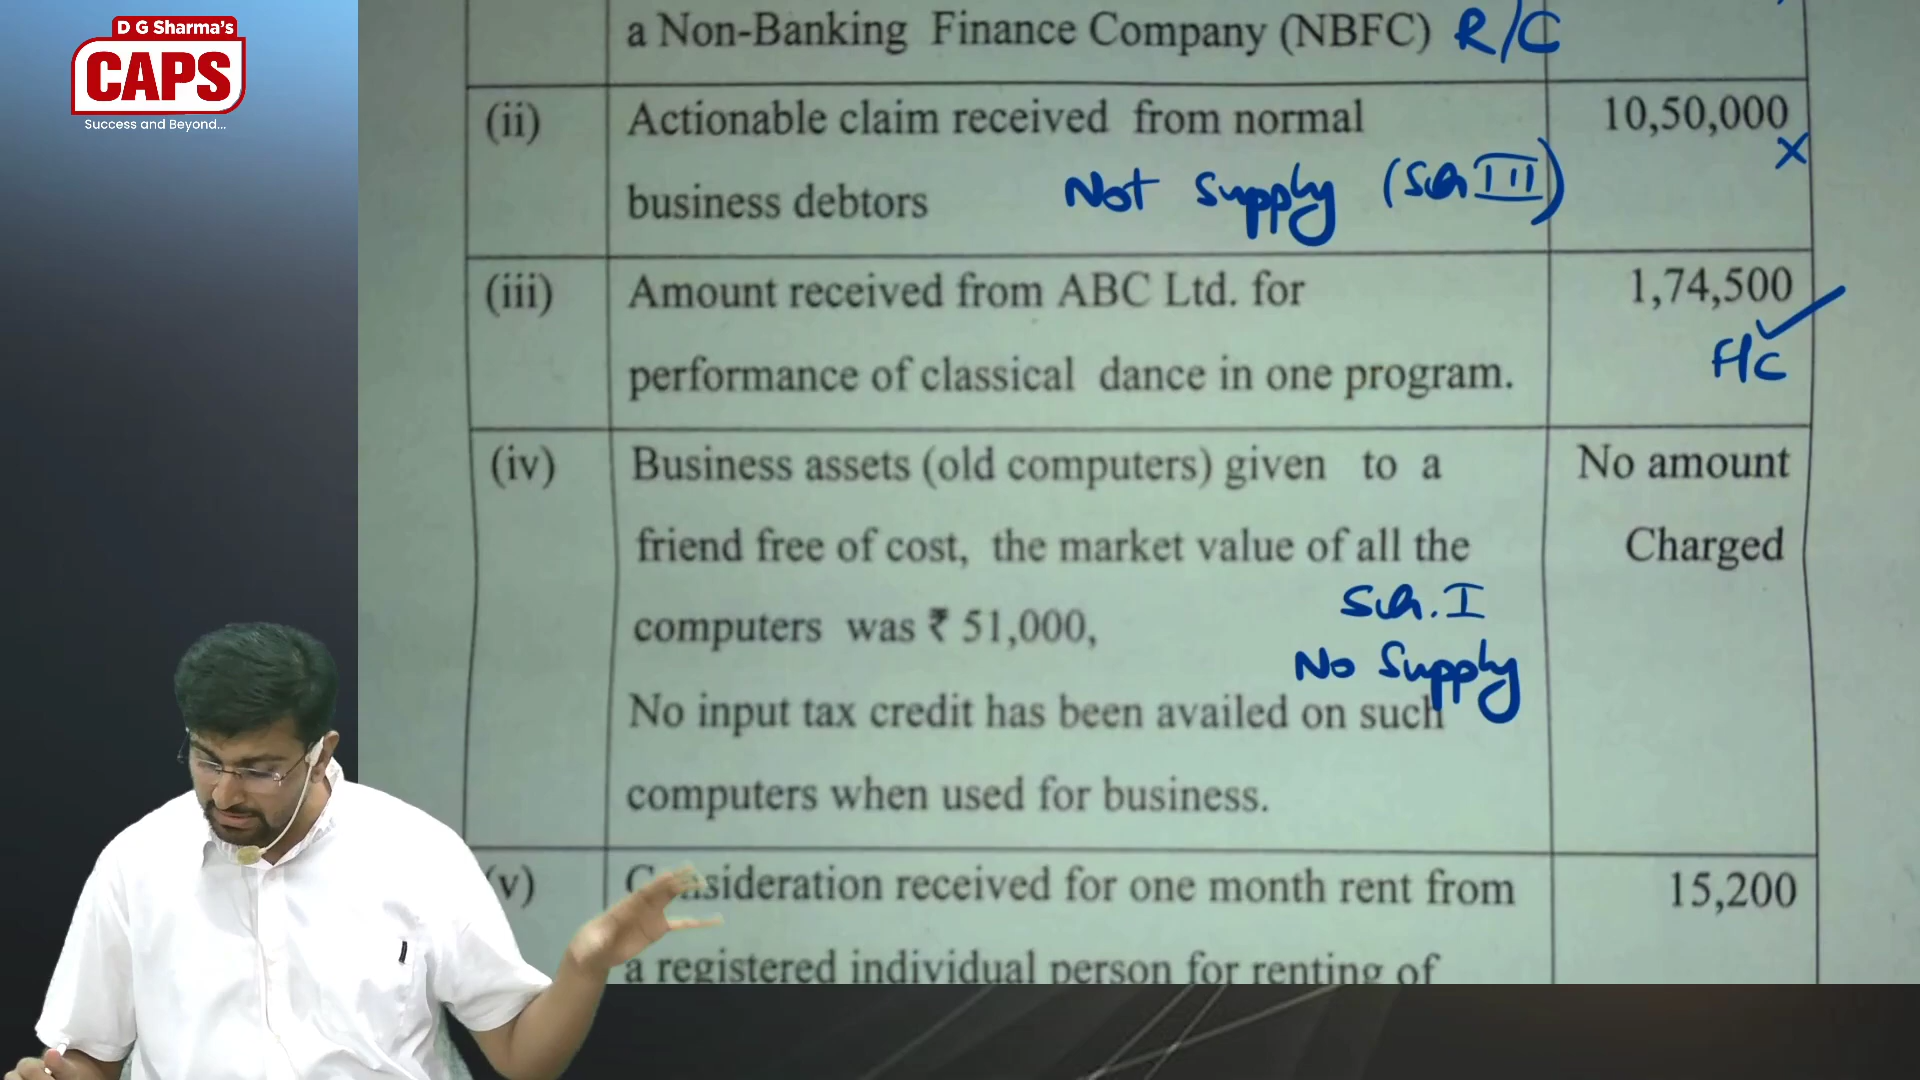 D G Sharma's
CAPS
Success and Beyond...
a Non-Banking Finance Company (NBFC) R/C
(ii) Actionable claim received from normal 10,50,000
x
business debtors Not Supply (Sch III)
(iii) Amount received from ABC Ltd. for 1,74,500
performance of classical dance in one program. F/C
(iv) Business assets (old computers) given to a No amount
friend free of cost, the market value of all the Charged
computers was ₹ 51,000, Sch. I
No Supply
No input tax credit has been availed on such
computers when used for business.
(v) Consideration received for one month rent from 15,200
a registered individual person for renting of